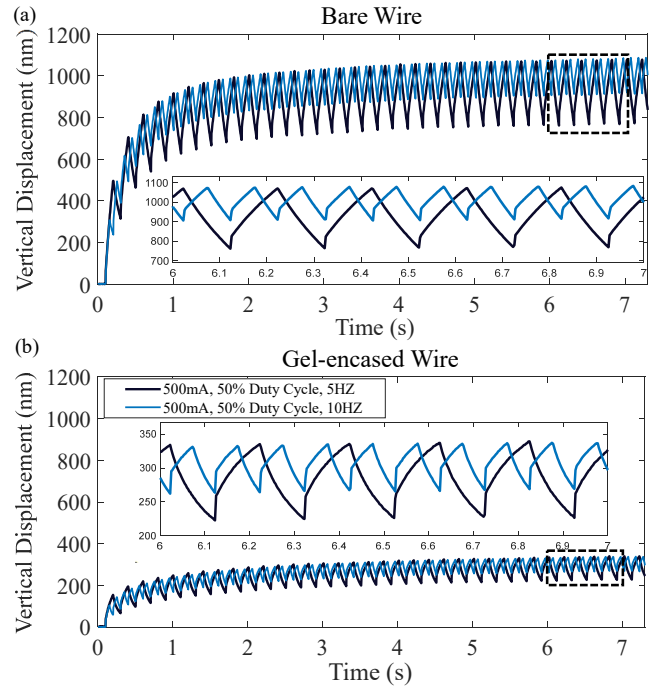 (a)
Bare Wire
1200
1000
800
600
400
200
0
Vertical Displacement (nm)
1100
1000
900
800
700
6 6.1 6.2 6.3 6.4 6.5 6.6 6.7 6.8 6.9 7
0 1 2 3 4 5 6 7
Time (s)
(b)
Gel-encased Wire
1200
1000
800
600
400
200
0
Vertical Displacement (nm)
500mA, 50% Duty Cycle, 5HZ
500mA, 50% Duty Cycle, 10HZ
350
300
250
200
6 6.1 6.2 6.3 6.4 6.5 6.6 6.7 6.8 6.9 7
0 1 2 3 4 5 6 7
Time (s)